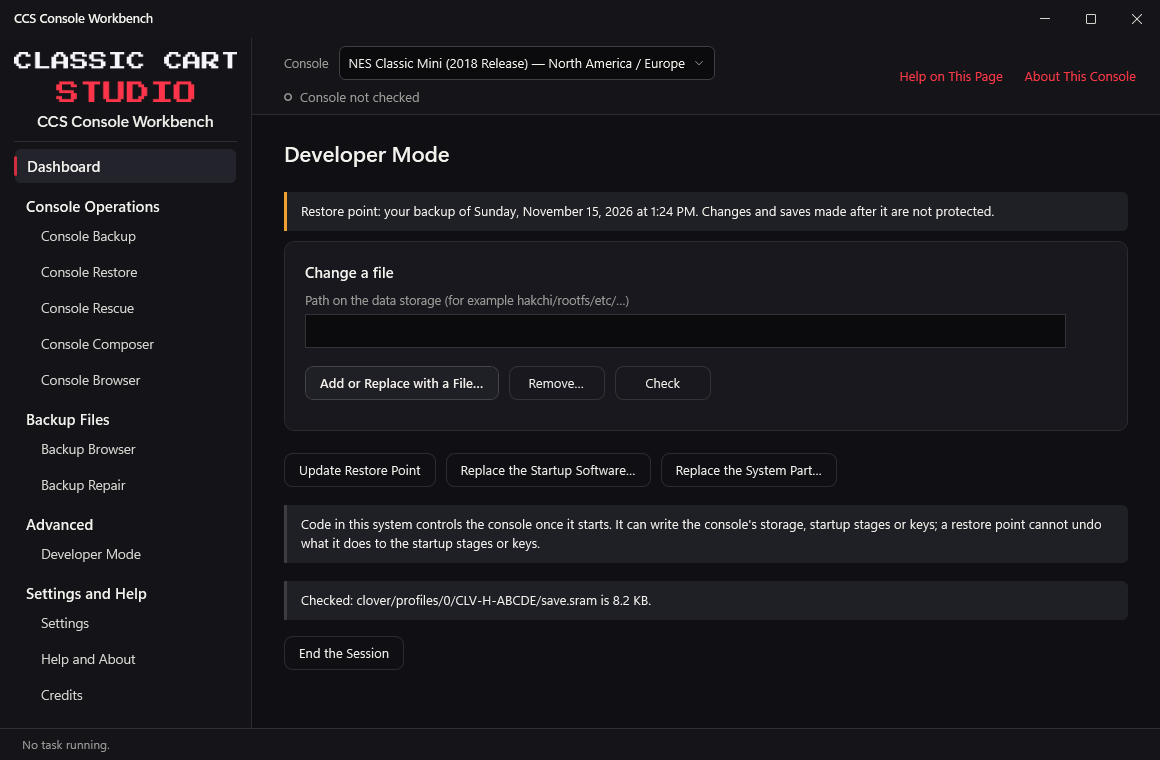 CCS Console Workbench
CLASSIC CART
STUDIO
CCS Console Workbench
Dashboard
Console Operations
Console Backup
Console Restore
Console Rescue
Console Composer
Console Browser
Backup Files
Backup Browser
Backup Repair
Advanced
Developer Mode
Settings and Help
Settings
Help and About
Credits
Console
NES Classic Mini (2018 Release) — North America / Europe
Console not checked
Help on This Page
About This Console
Developer Mode
Restore point: your backup of Sunday, November 15, 2026 at 1:24 PM. Changes and saves made after it are not protected.
Change a file
Path on the data storage (for example hakchi/rootfs/etc/...)
Add or Replace with a File...
Remove...
Check
Update Restore Point
Replace the Startup Software...
Replace the System Part...
Code in this system controls the console once it starts. It can write the console's storage, startup stages or keys; a restore point cannot undo
what it does to the startup stages or keys.
Checked: clover/profiles/0/CLV-H-ABCDE/save.sram is 8.2 KB.
End the Session
No task running.